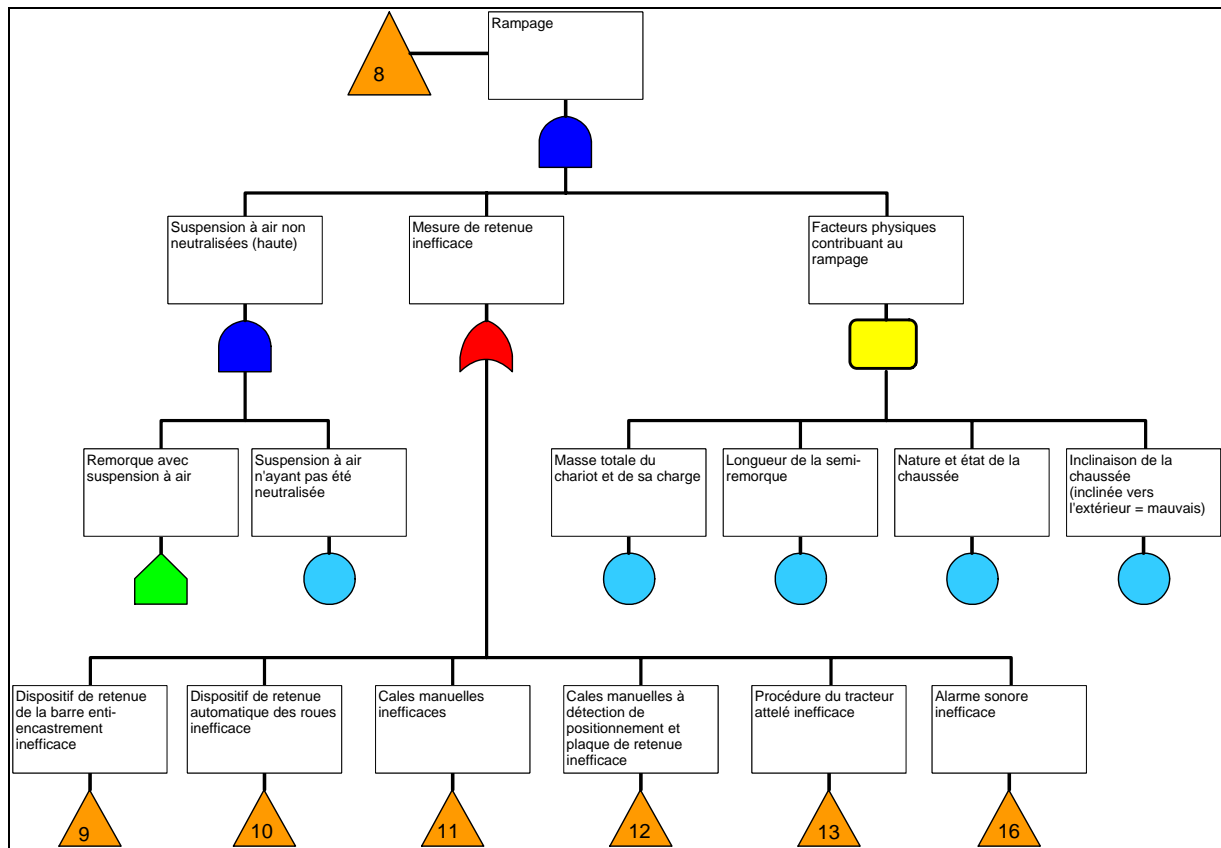 Rampage
8
Suspension à air non
neutralisées (haute)
Mesure de retenue
inefficace
Facteurs physiques
contribuant au
rampage
Remorque avec
suspension à air
Suspension à air
n'ayant pas été
neutralisée
Masse totale du
chariot et de sa charge
Longueur de la semi-
remorque
Nature et état de la
chaussée
Inclinaison de la
chaussée
(inclinée vers
l'extérieur = mauvais)
Dispositif de retenue
de la barre enti-
encastrement
inefficace
Dispositif de retenue
automatique des roues
inefficace
Cales manuelles
inefficaces
Cales manuelles à
détection de
positionnement et
plaque de retenue
inefficace
Procédure du tracteur
attelé inefficace
Alarme sonore
inefficace
9
10
11
12
13
16